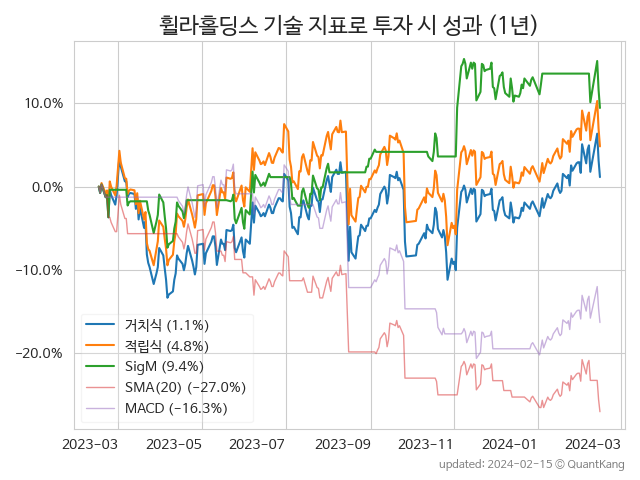 휠라홀딩스 기술 지표로 투자 시 성과 (1년)
10.0%
0.0%
−10.0%
−20.0%
거치식 (1.1%)
적립식 (4.8%)
SigM (9.4%)
SMA(20) (−27.0%)
MACD (−16.3%)
2023-03 2023-05 2023-07 2023-09 2023-11 2024-01 2024-03
updated: 2024-02-15 © QuantKang